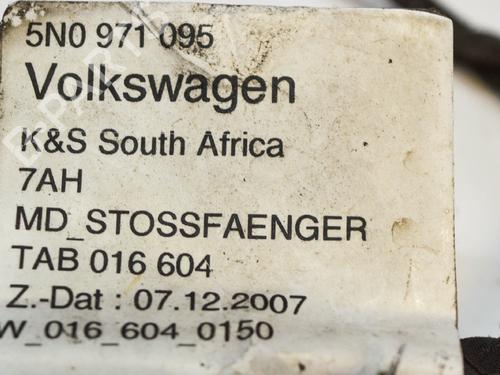 5N0 971 095
Volkswagen
K&S South Africa
7AH
MD_STOSSFAENGER
TAB 016 604
Z.-Dat : 07.12.2007
W_016_604_0150